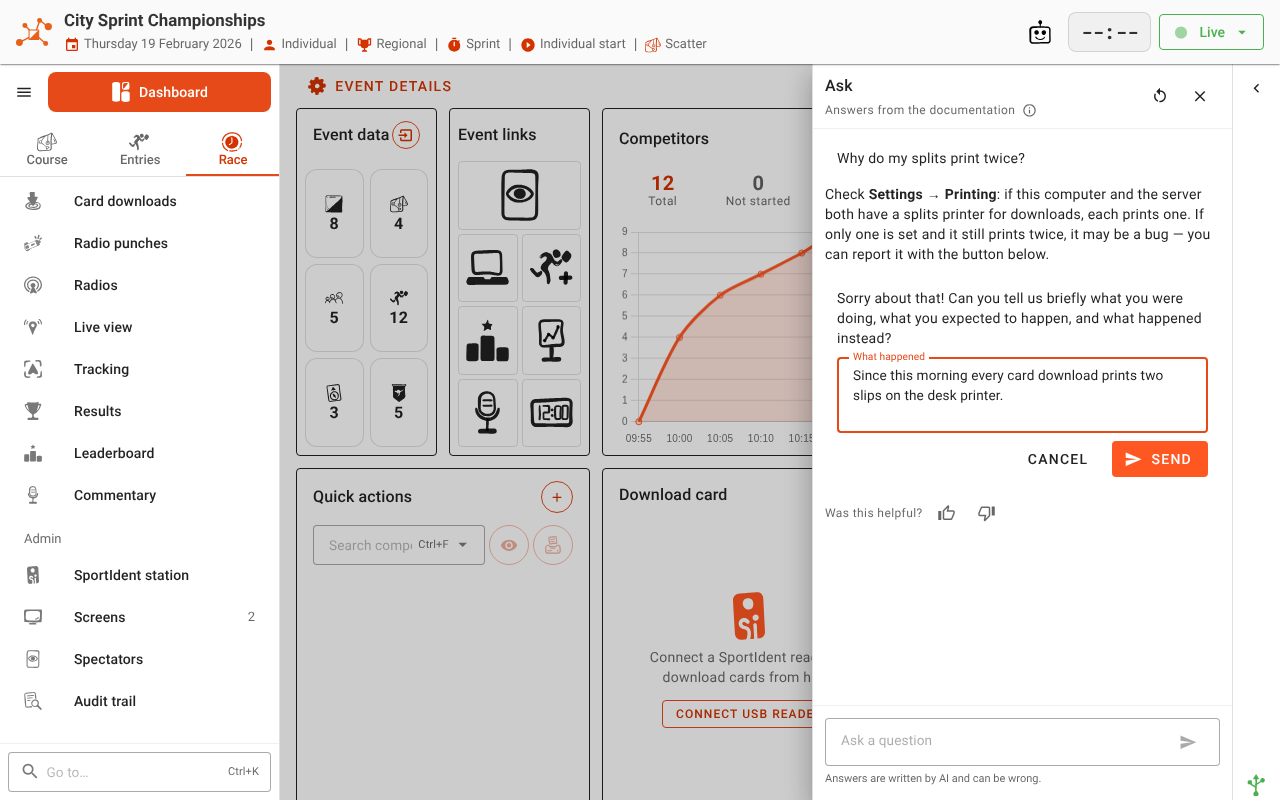 City Sprint Championships
Thursday 19 February 2026 | Individual | Regional | Sprint | Individual start | Scatter
--:--
Live
Dashboard
Course
Entries
Race
Card downloads
Radio punches
Radios
Live view
Tracking
Results
Leaderboard
Commentary
Admin
SportIdent station
Screens 2
Spectators
Audit trail
Go to... Ctrl+K
EVENT DETAILS
Event data
8
4
5
12
3
5
Event links
12:00
Competitors
12
Total
0
Not started
9
8
7
6
5
4
3
2
1
0
09:55 10:00 10:05 10:10 10:15
Quick actions
Search comp Ctrl+F
Download card
Si
Connect a SportIdent
download cards from
CONNECT USB READE
Ask
Answers from the documentation
Why do my splits print twice?
Check Settings → Printing: if this computer and the server
both have a splits printer for downloads, each prints one. If
only one is set and it still prints twice, it may be a bug — you
can report it with the button below.
Sorry about that! Can you tell us briefly what you were
doing, what you expected to happen, and what happened
instead?
What happened
Since this morning every card download prints two
slips on the desk printer.
CANCEL
SEND
Was this helpful?
Ask a question
Answers are written by AI and can be wrong.